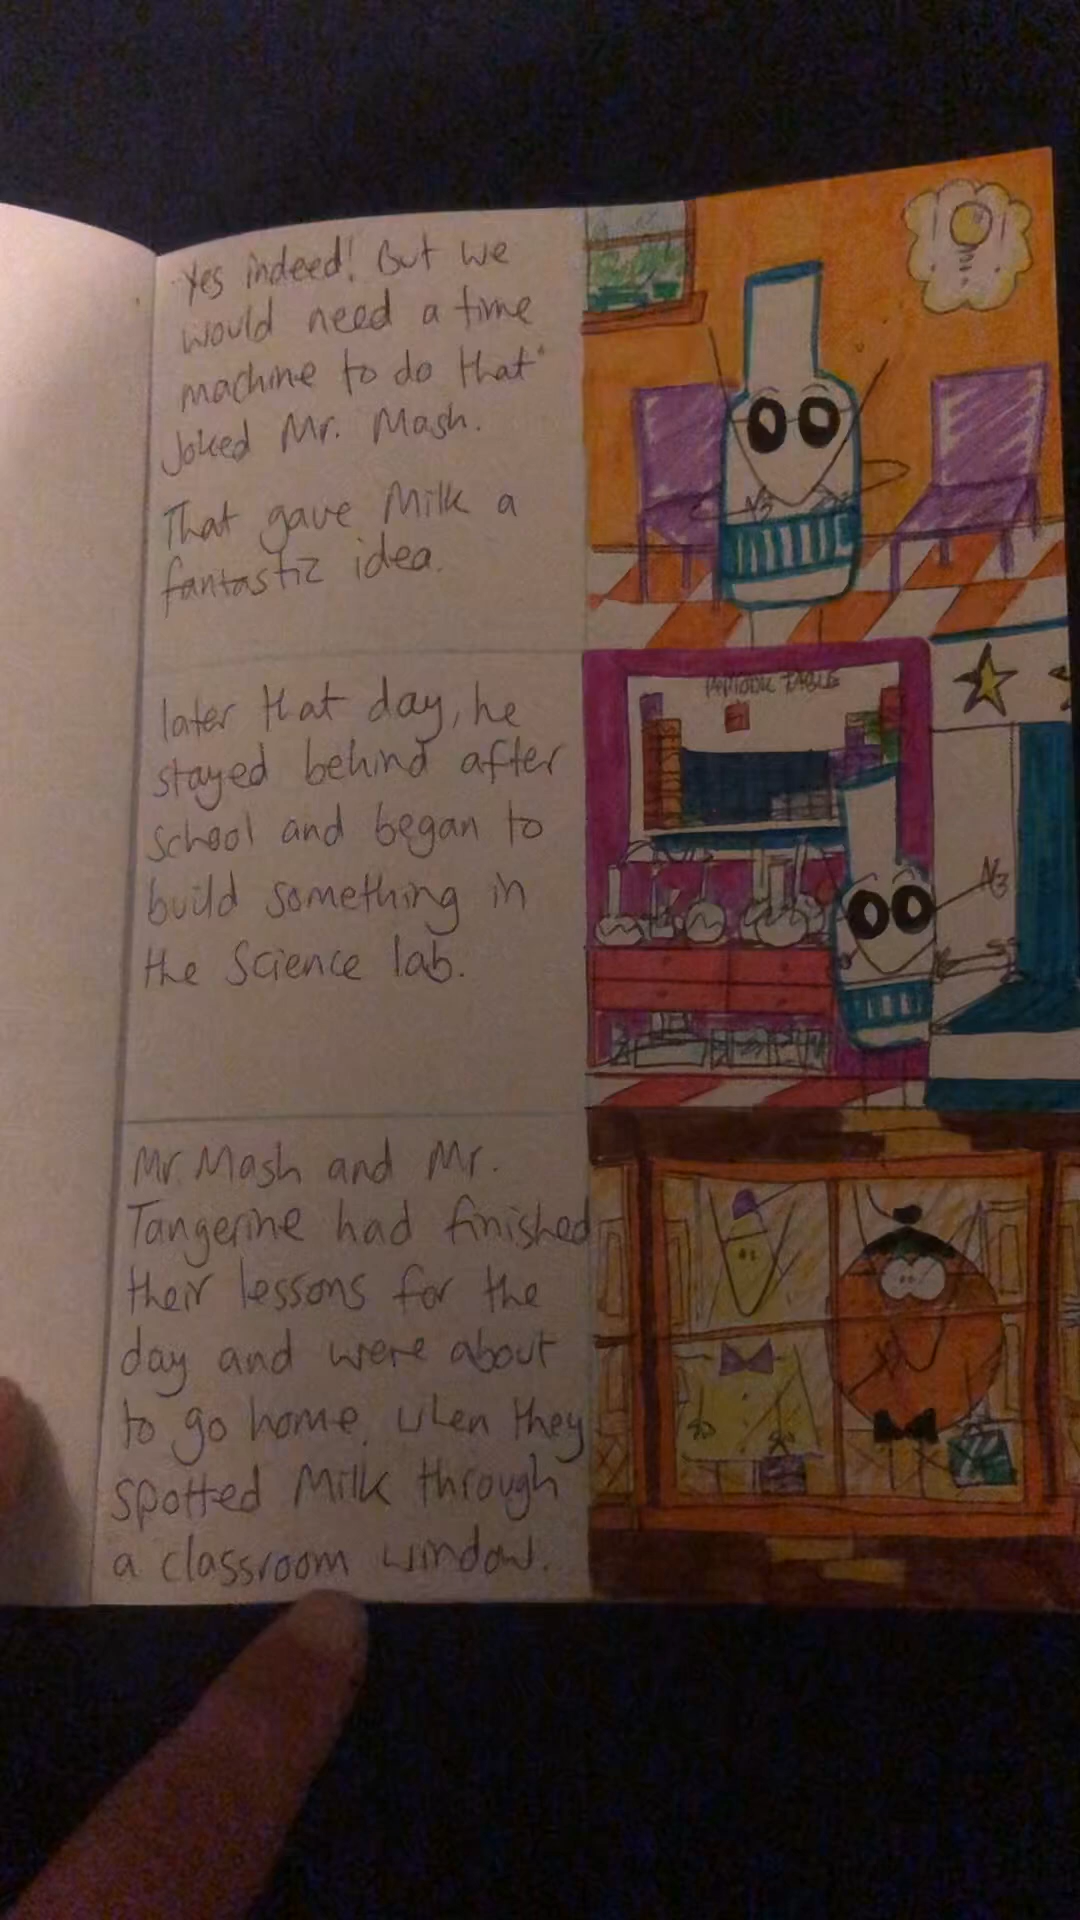 Yes indeed! But we
would need a time
machine to do that"
Joked Mr. Mash.
That gave Milk a
fantastic idea.
later that day, he
stayed behind after
school and began to
build something in
the Science lab.
PERIODIC TABLE
Mr. Mash and Mr.
Tangerine had finished
their lessons for the
day and were about
to go home, when they
spotted Milk through
a classroom window.